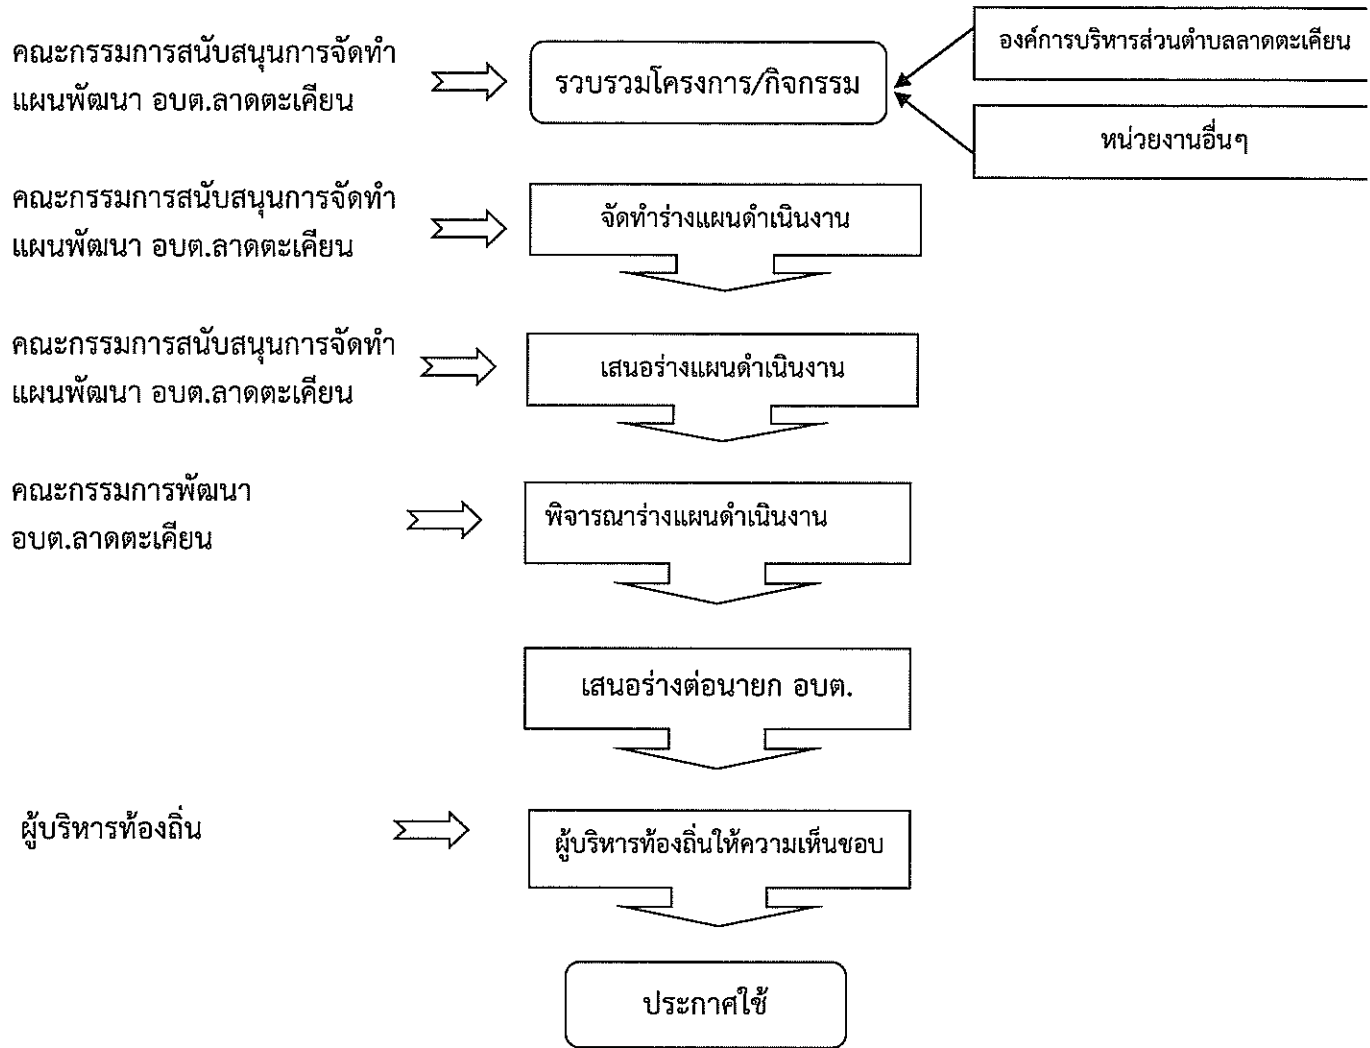 คณะกรรมการสนับสนุนการจัดทำ
แผนพัฒนา อบต.ลาดตะเคียน
รวบรวมโครงการ/กิจกรรม
องค์การบริหารส่วนตำบลลาดตะเคียน
หน่วยงานอื่นๆ
คณะกรรมการสนับสนุนการจัดทำ
แผนพัฒนา อบต.ลาดตะเคียน
จัดทำร่างแผนดำเนินงาน
คณะกรรมการสนับสนุนการจัดทำ
แผนพัฒนา อบต.ลาดตะเคียน
เสนอร่างแผนดำเนินงาน
คณะกรรมการพัฒนา
อบต.ลาดตะเคียน
พิจารณาร่างแผนดำเนินงาน
เสนอร่างต่อนายก อบต.
ผู้บริหารท้องถิ่น
ผู้บริหารท้องถิ่นให้ความเห็นชอบ
ประกาศใช้